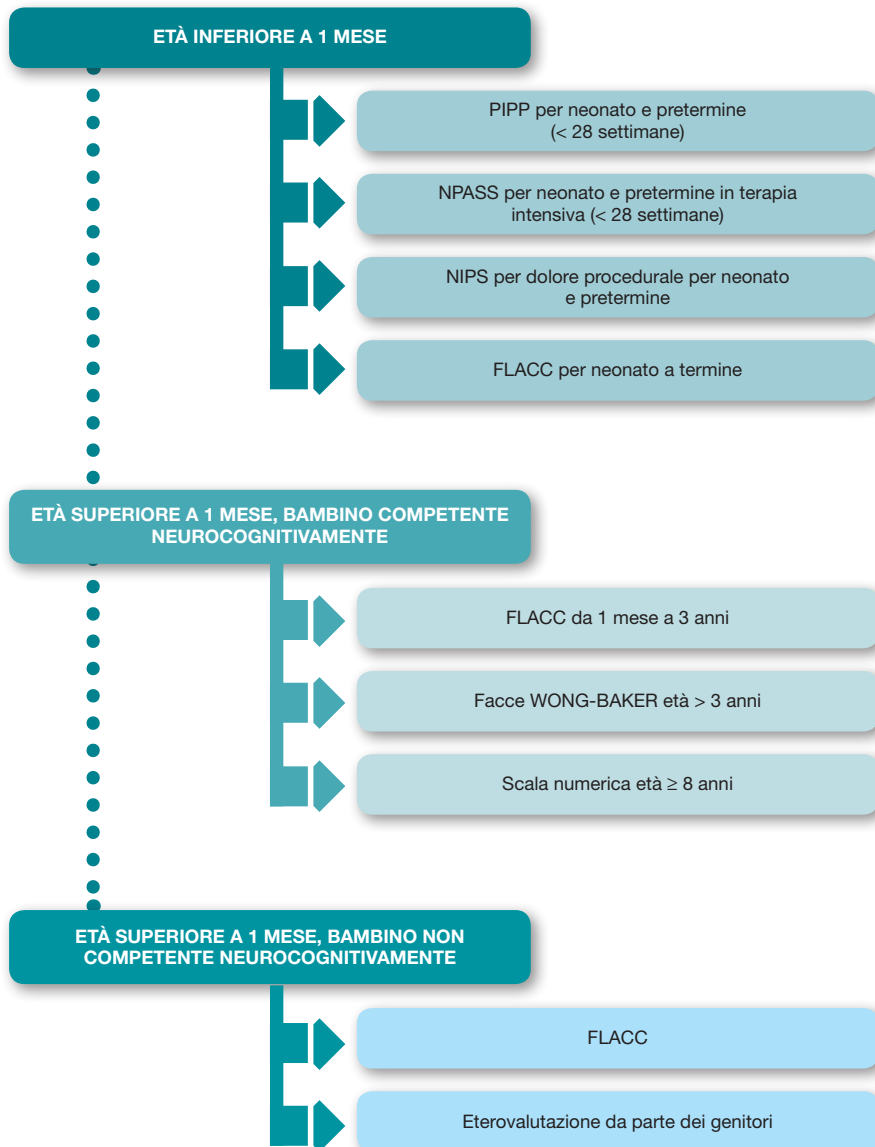 ETÀ INFERIORE A 1 MESE
PIPP per neonato e pretermine
(< 28 settimane)
NPASS per neonato e pretermine in terapia
intensiva (< 28 settimane)
NIPS per dolore procedurale per neonato
e pretermine
FLACC per neonato a termine
ETÀ SUPERIORE A 1 MESE, BAMBINO COMPETENTE
NEUROCOGNITIVAMENTE
FLACC da 1 mese a 3 anni
Facce WONG-BAKER età > 3 anni
Scala numerica età ≥ 8 anni
ETÀ SUPERIORE A 1 MESE, BAMBINO NON
COMPETENTE NEUROCOGNITIVAMENTE
FLACC
Eterovalutazione da parte dei genitori